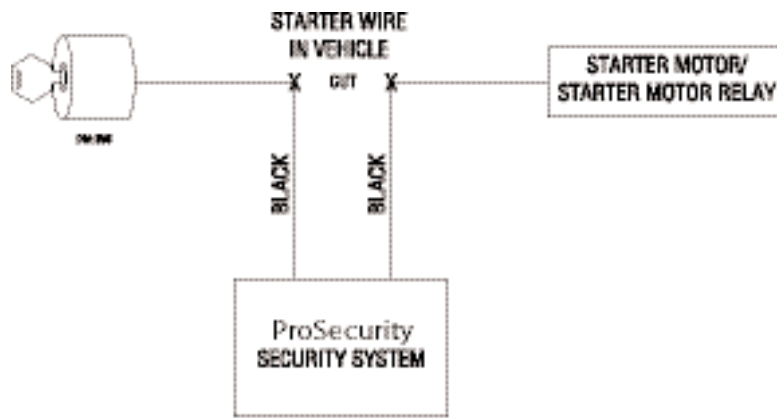 STARTER WIRE
IN VEHICLE
CUT
STARTER MOTOR/
STARTER MOTOR RELAY
BLACK
BLACK
ProSecurity
SECURITY SYSTEM